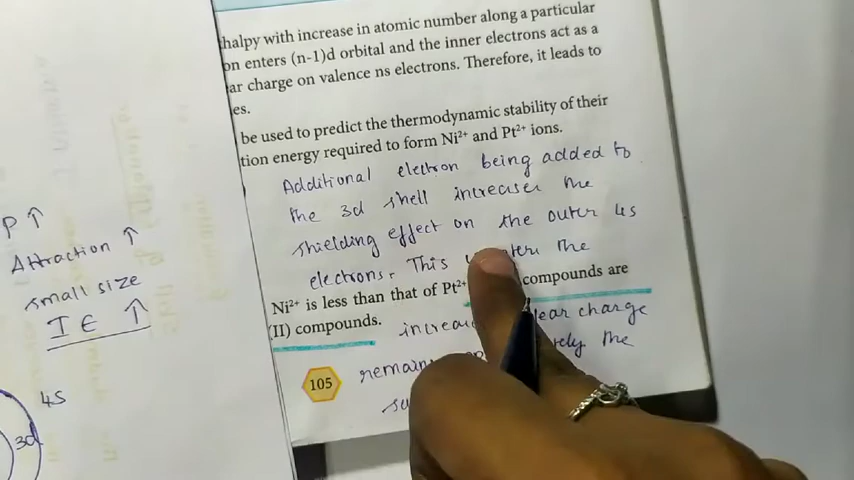 thalpy with increase in atomic number along a particular
on enters (n-1)d orbital and the inner electrons act as a
ar charge on valence ns electrons. Therefore, it leads to
es.
be used to predict the thermodynamic stability of their
tion energy required to form Ni²⁺ and Pt²⁺ ions.
Additional electron being added to
the 3d shell increases the
shielding effect on the outer 4s
electrons. This the
Ni²⁺ is less than that of Pt²⁺ compounds are
(II) compounds.
increa lear charge
remain the
105
P ↑
Attraction ↑
small size
I E ↑
4s
3d